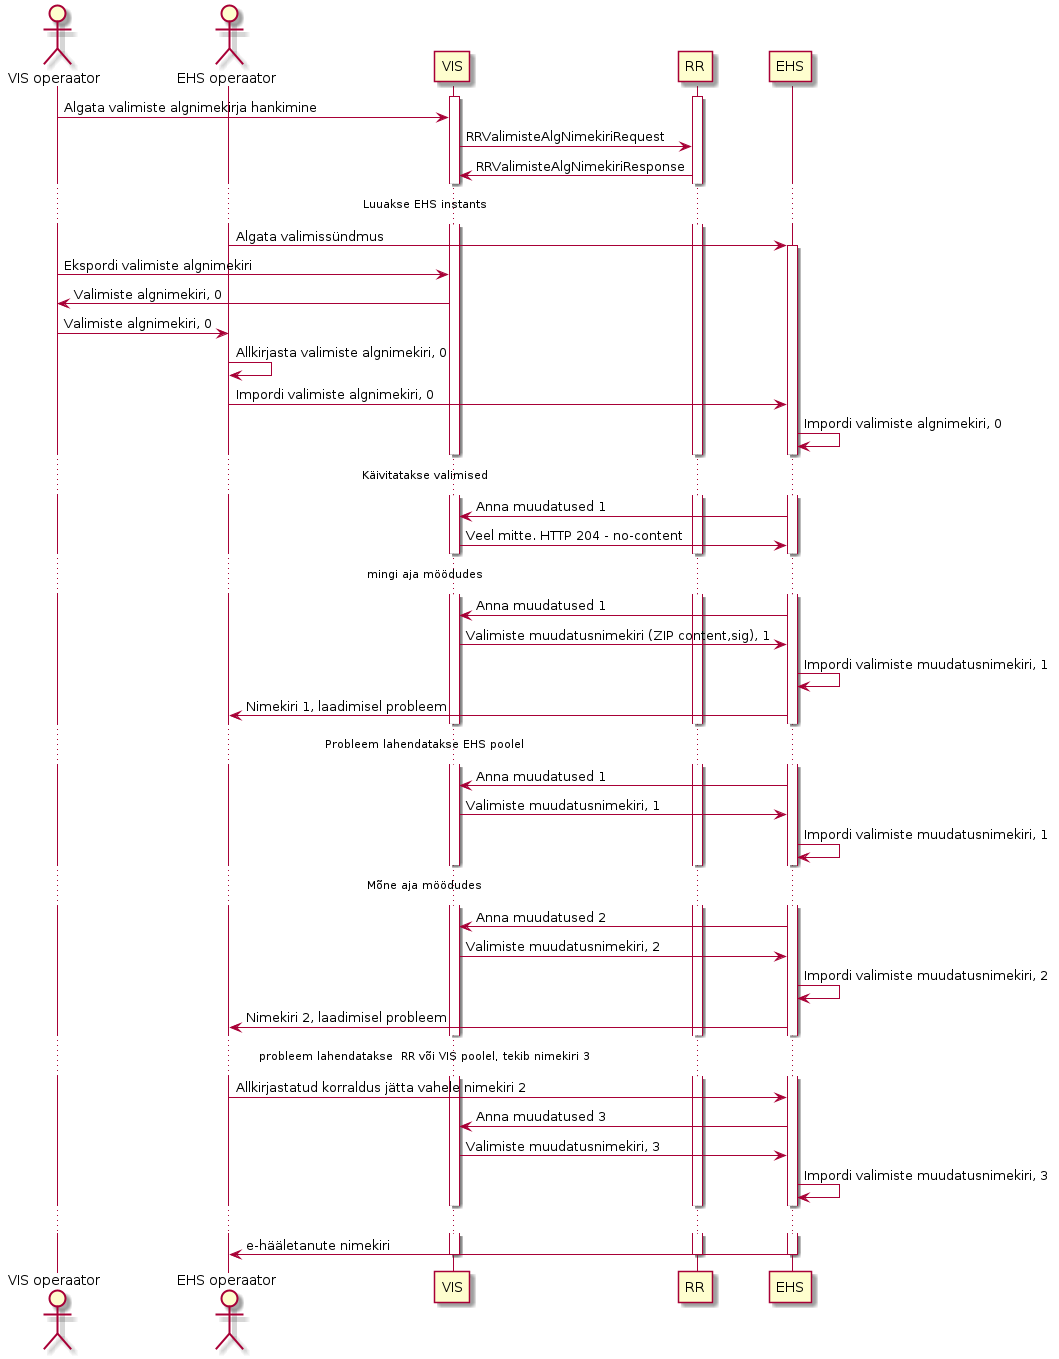 VIS operaator
EHS operaator
VIS
RR
EHS
Algata valimiste algnimekirja hankimine
RRValimisteAlgNimekiriRequest
RRValimisteAlgNimekiriResponse
Luuakse EHS instants
Algata valimissündmus
Ekspordi valimiste algnimekiri
Valimiste algnimekiri, 0
Valimiste algnimekiri, 0
Allkirjasta valimiste algnimekiri, 0
Impordi valimiste algnimekiri, 0
Impordi valimiste algnimekiri, 0
Käivitatakse valimised
Anna muudatused 1
Veel mitte. HTTP 204 - no-content
mingi aja möödudes
Anna muudatused 1
Valimiste muudatusnimekiri (ZIP content,sig), 1
Impordi valimiste muudatusnimekiri, 1
Nimekiri 1, laadimisel probleem
Probleem lahendatakse EHS poolel
Anna muudatused 1
Valimiste muudatusnimekiri, 1
Impordi valimiste muudatusnimekiri, 1
Mõne aja möödudes
Anna muudatused 2
Valimiste muudatusnimekiri, 2
Impordi valimiste muudatusnimekiri, 2
Nimekiri 2, laadimisel probleem
probleem lahendatakse  RR või VIS poolel, tekib nimekiri 3
Allkirjastatud korraldus jätta vahele nimekiri 2
Anna muudatused 3
Valimiste muudatusnimekiri, 3
Impordi valimiste muudatusnimekiri, 3
e-hääletanute nimekiri
VIS operaator
EHS operaator
VIS
RR
EHS